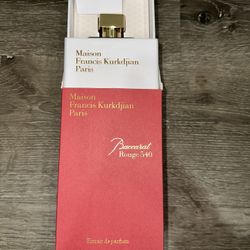 Maison
Francis Kurkdjian
Paris
Maison
Francis Kurkdjian
Paris
Baccarat
Rouge 540
Extrait de parfum